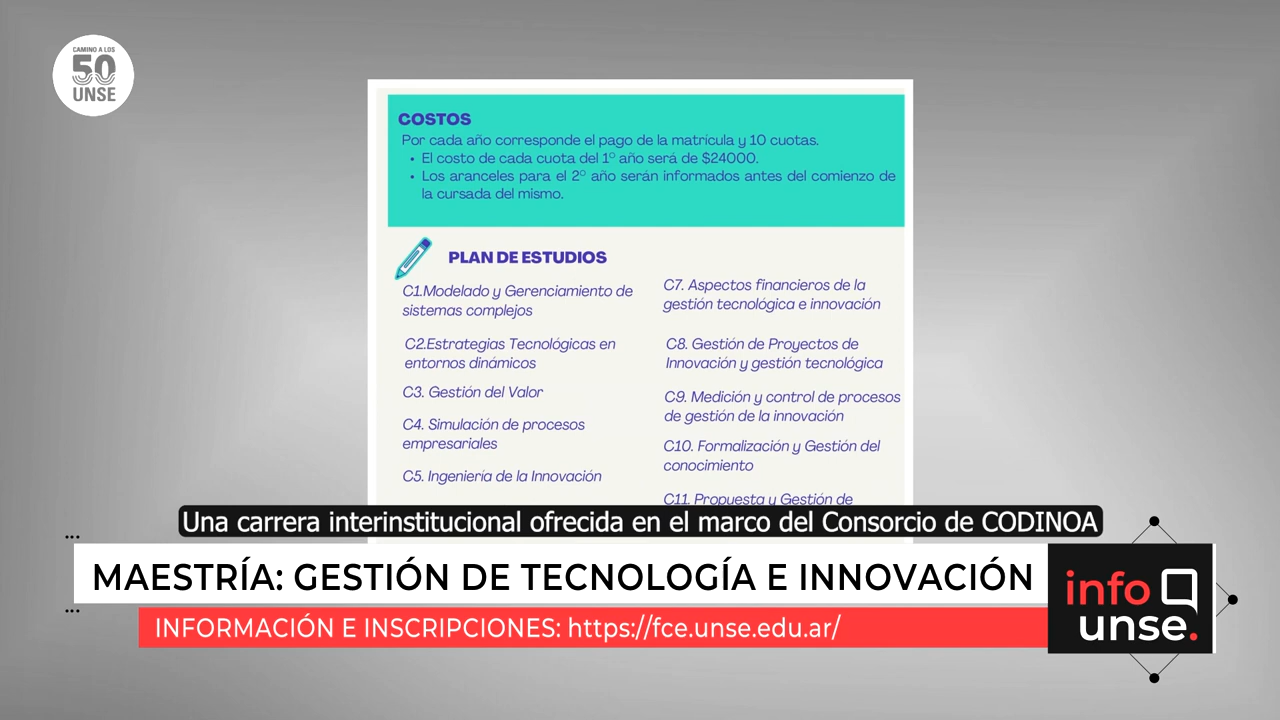 CAMINO A LOS
50
UNSE
COSTOS
Por cada año corresponde el pago de la matrícula y 10 cuotas.
• El costo de cada cuota del 1° año será de $24000.
• Los aranceles para el 2° año serán informados antes del comienzo de
la cursada del mismo.
PLAN DE ESTUDIOS
C1.Modelado y Gerenciamiento de
sistemas complejos
C2.Estrategias Tecnológicas en
entornos dinámicos
C3. Gestión del Valor
C4. Simulación de procesos
empresariales
C5. Ingeniería de la Innovación
C7. Aspectos financieros de la
gestión tecnológica e innovación
C8. Gestión de Proyectos de
Innovación y gestión tecnológica
C9. Medición y control de procesos
de gestión de la innovación
C10. Formalización y Gestión del
conocimiento
C11. Propuesta y Gestión de
Una carrera interinstitucional ofrecida en el marco del Consorcio de CODINOA
MAESTRÍA: GESTIÓN DE TECNOLOGÍA E INNOVACIÓN
INFORMACIÓN E INSCRIPCIONES: https://fce.unse.edu.ar/
info
unse.